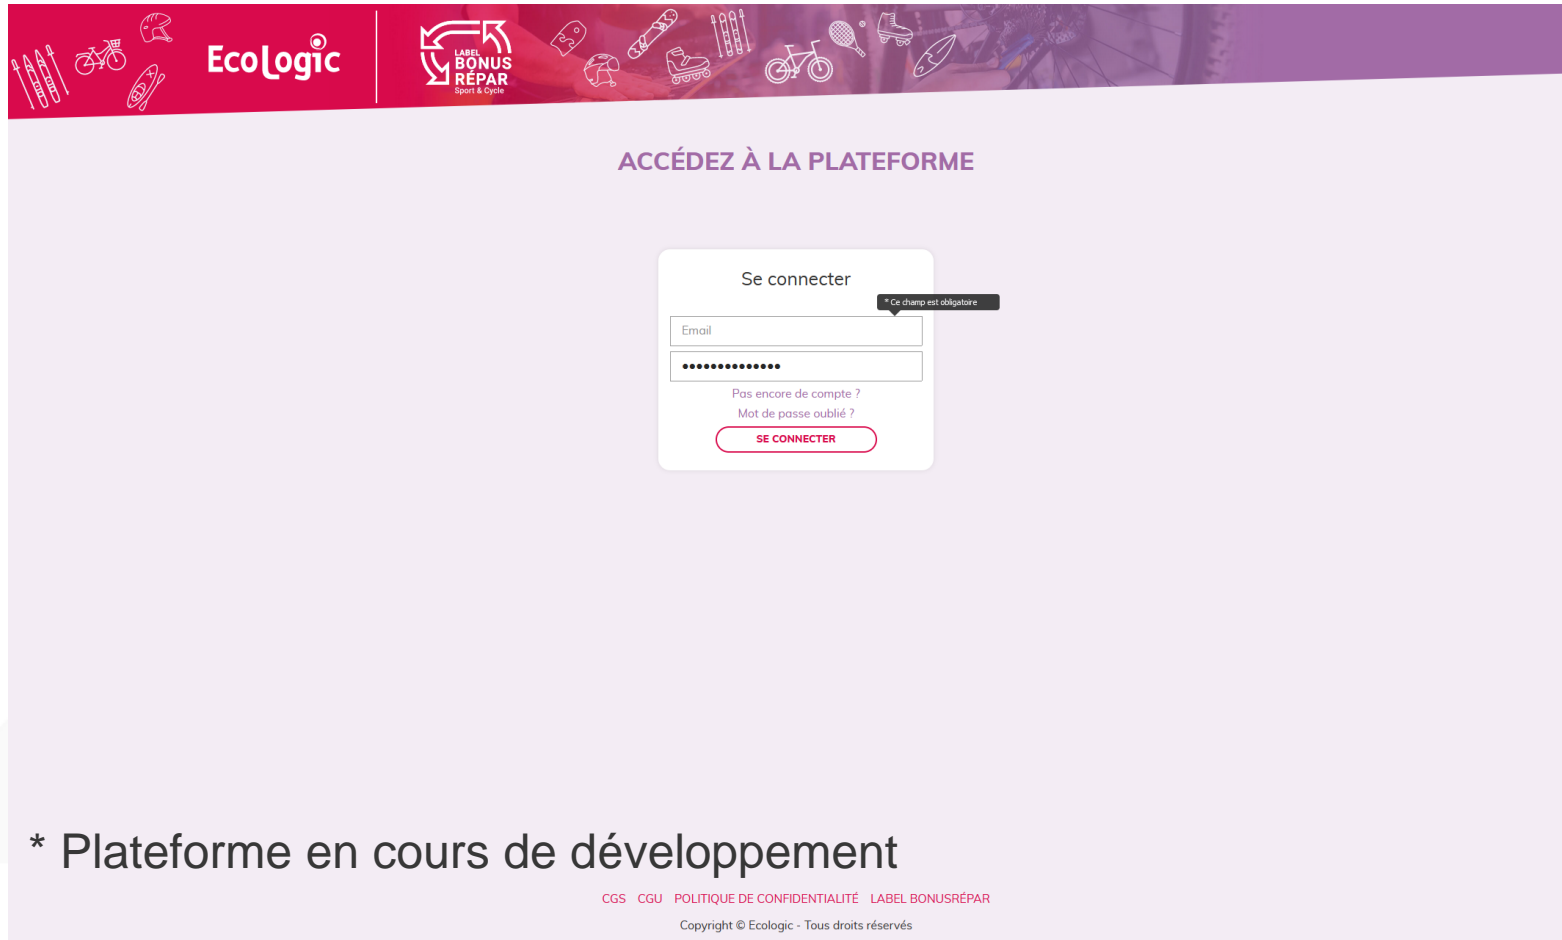 Ecologic
LABEL
BONUS
RÉPAR
Sport & Cycle
ACCÉDEZ À LA PLATEFORME
Se connecter
* Ce champ est obligatoire
Email
••••••••••••••
Pas encore de compte ?
Mot de passe oublié ?
SE CONNECTER
* Plateforme en cours de développement
CGS CGU POLITIQUE DE CONFIDENTIALITÉ LABEL BONUSRÉPAR
Copyright © Ecologic - Tous droits réservés